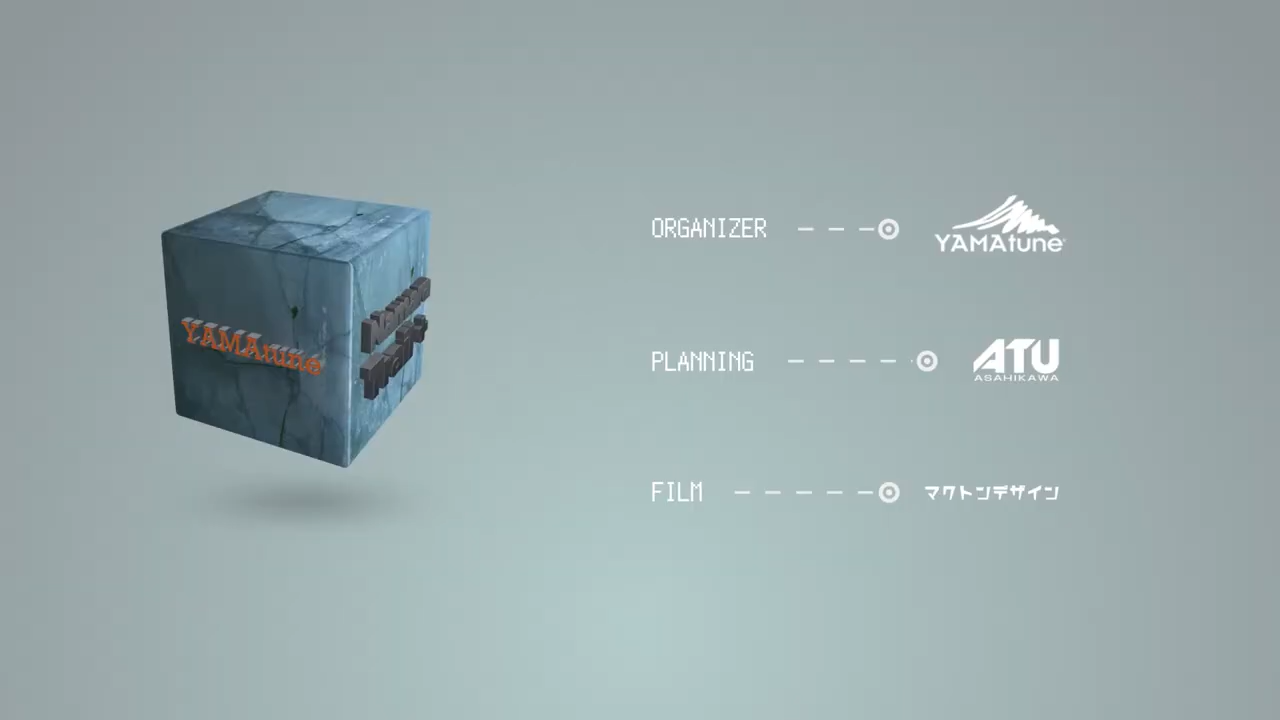 YAMAtune
ORGANIZER
YAMAtune
PLANNING
ATU
ASAHIKAWA
FILM
マクトンデザイン